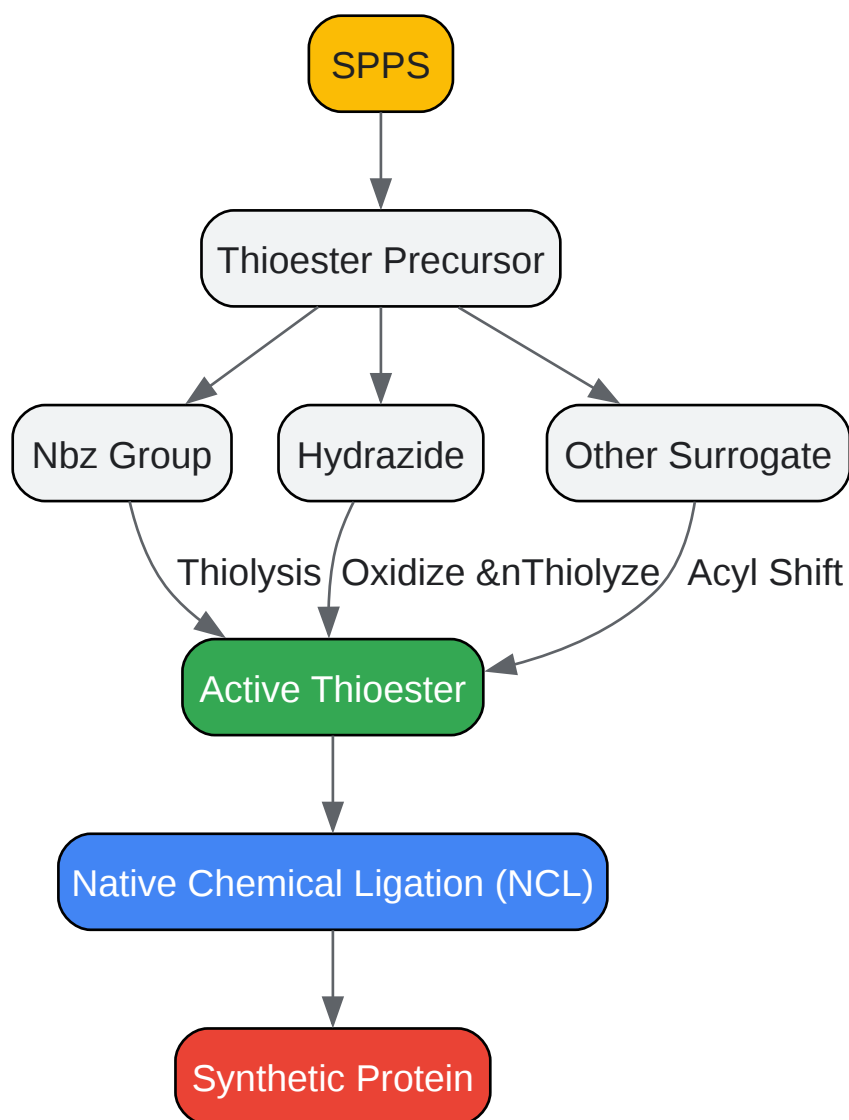 SPPS
Thioester Precursor
Nbz Group
Hydrazide
Other Surrogate
Thiolysis
Oxidize &nThiolyze
Acyl Shift
Active Thioester
Native Chemical Ligation (NCL)
Synthetic Protein